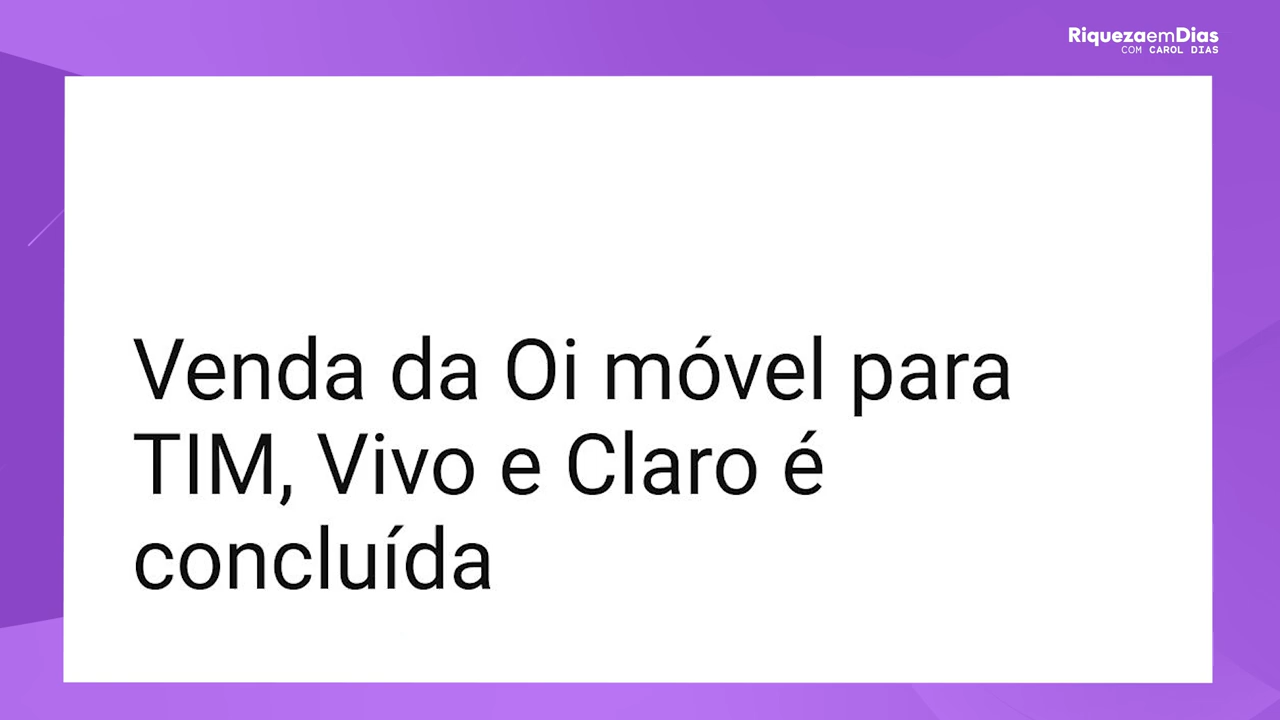 RiquezaemDias
COM CAROL DIAS
Venda da Oi móvel para
TIM, Vivo e Claro é
concluída